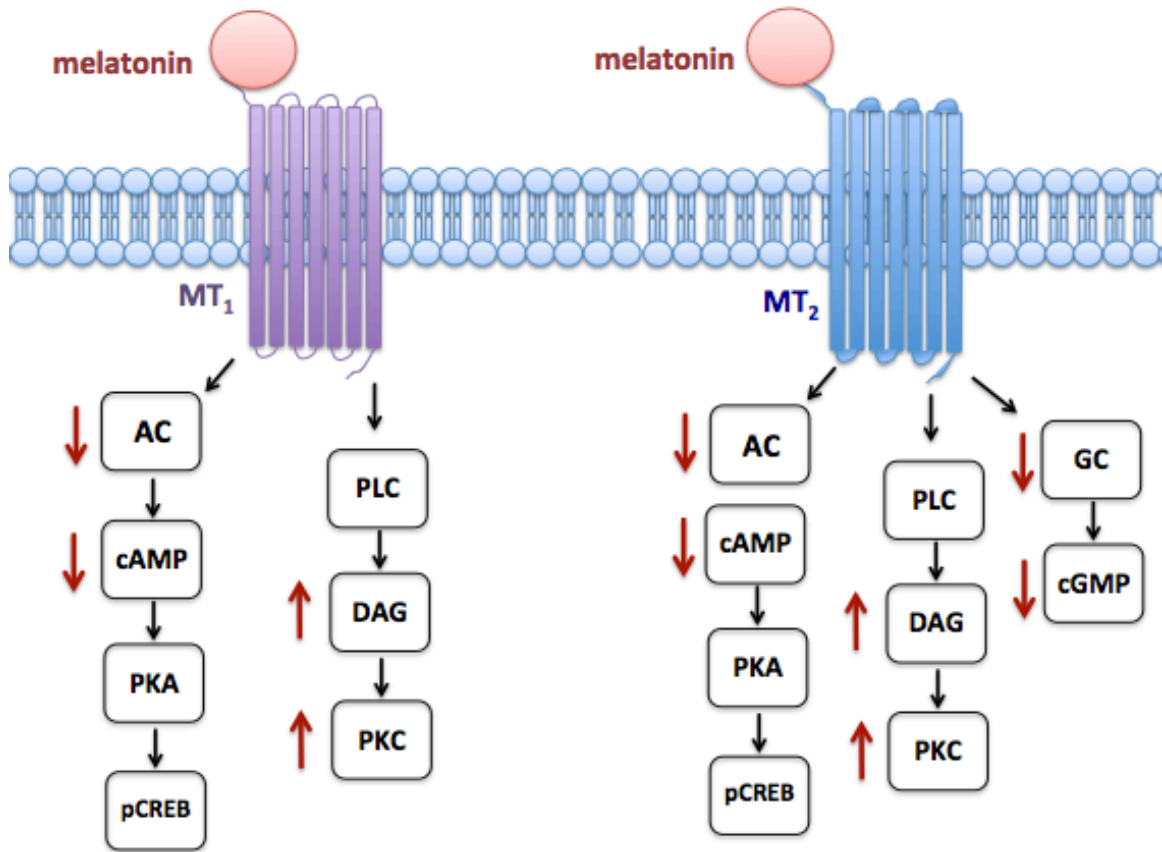 melatonin
MT₁
AC
cAMP
PKA
pCREB
PLC
DAG
PKC
melatonin
MT₂
AC
cAMP
PKA
pCREB
PLC
DAG
PKC
GC
cGMP